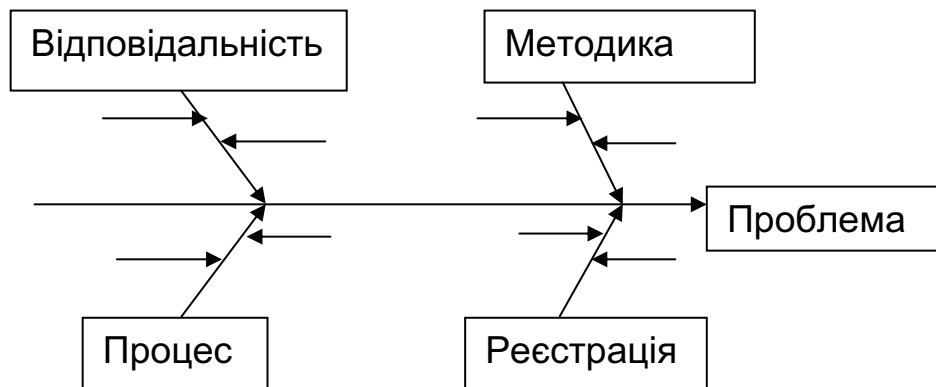 Відповідальність
Методика
Проблема
Процес
Реєстрація